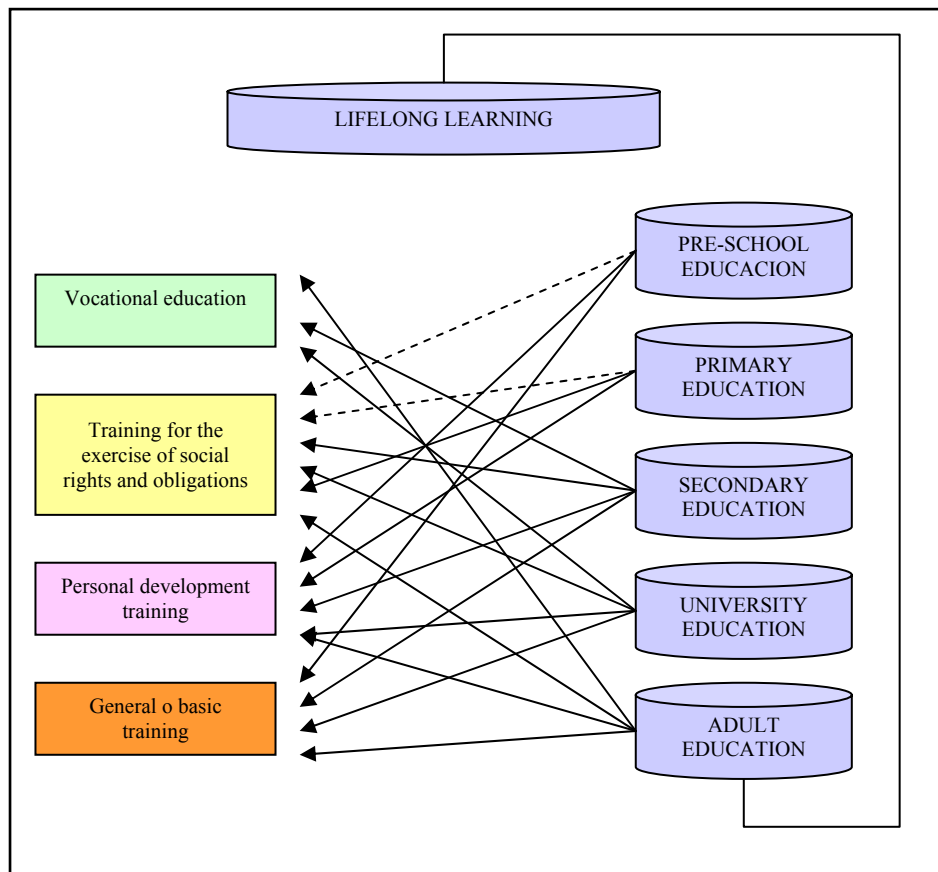 LIFELONG LEARNING
PRE-SCHOOL
EDUCACION
Vocational education
PRIMARY
EDUCATION
Training for the
exercise of social
rights and obligations
SECONDARY
EDUCATION
Personal development
training
UNIVERSITY
EDUCATION
General o basic
training
ADULT
EDUCATION